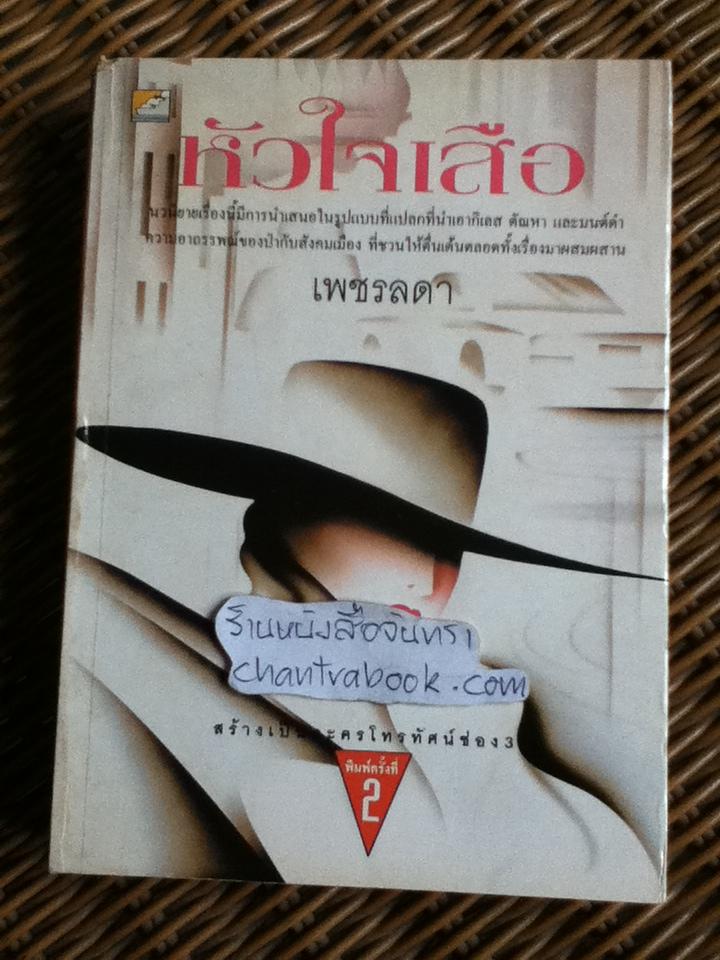 หัวใจเสือ
นวนิยายเรื่องนี้มีการนำเสนอในรูปแบบที่แปลกที่นำเอากิเลส ตัณหา และมนต์ดำ
ความอาถรรพณ์ของป่ากับสังคมเมือง ที่ชวนให้ตื่นเต้นตลอดทั้งเรื่องมาผสมผสาน
เพชรลดา
ร้านหนังสือจันทรา
chantrabook.com
สร้างเป็นละครโทรทัศน์ช่อง3
พิมพ์ครั้งที่
2